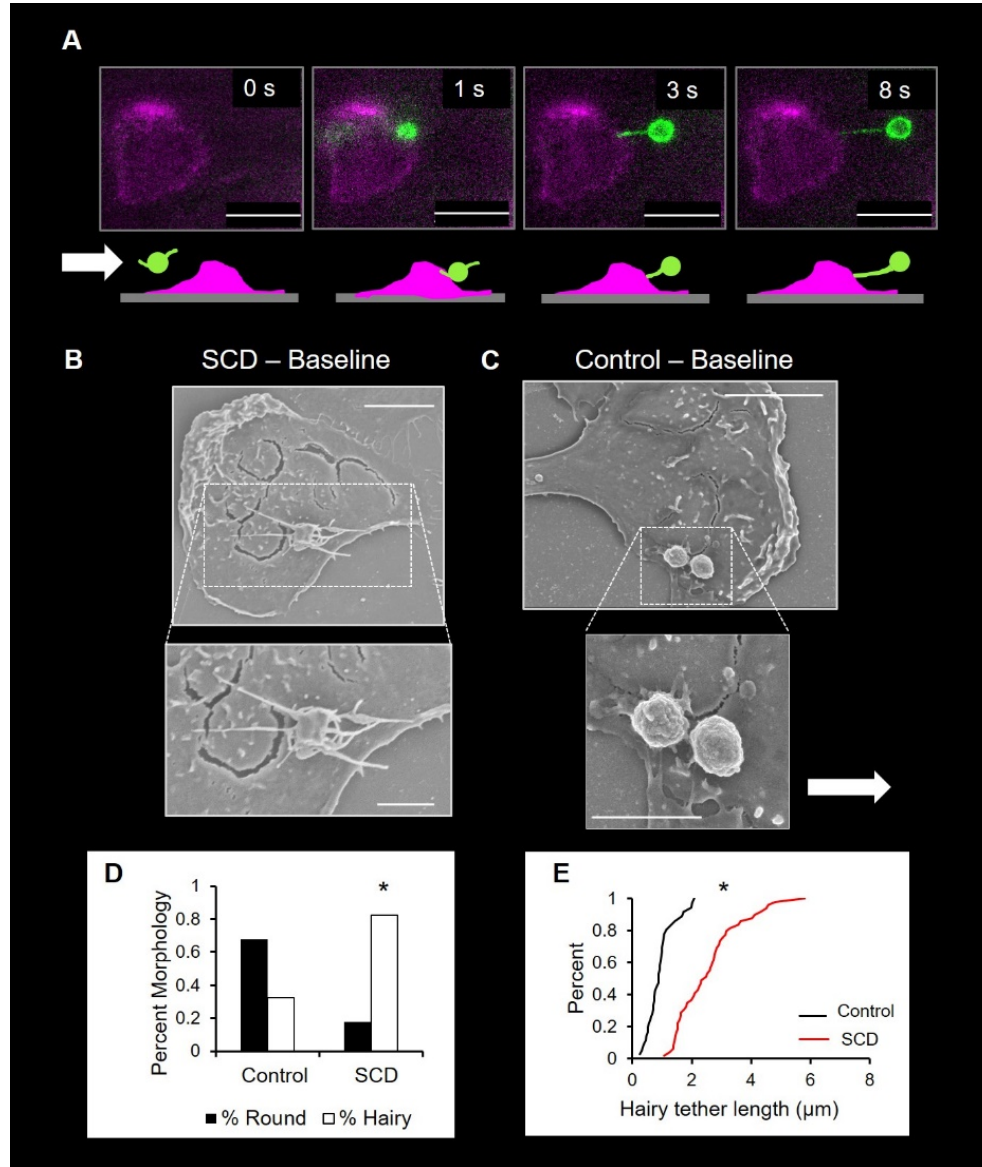 A
0 s
1 s
3 s
8 s
B
SCD – Baseline
C
Control – Baseline
D
*
Percent Morphology
1
0.8
0.6
0.4
0.2
0
Control
SCD
% Round
% Hairy
E
*
Percent
1
0.8
0.6
0.4
0.2
0
Control
SCD
0
2
4
6
8
Hairy tether length (µm)